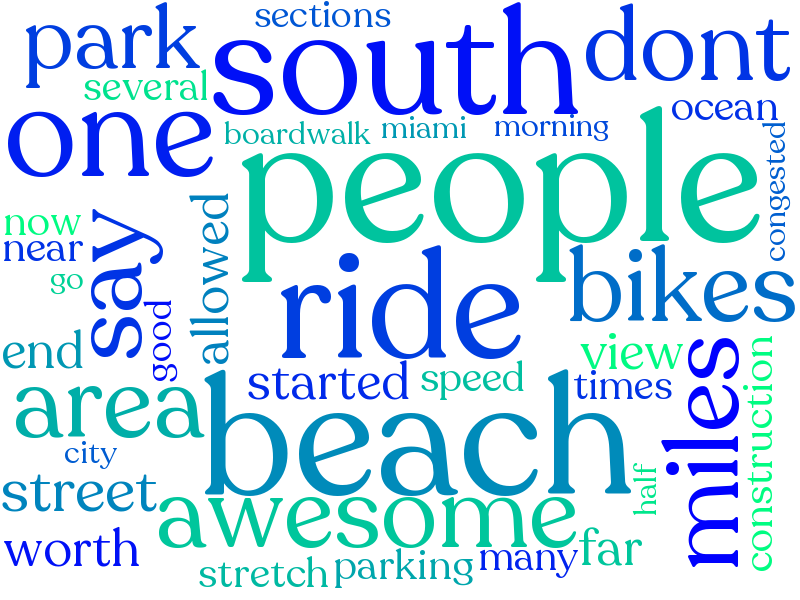 sections
park
south
dont
several
ocean
one
boardwalk
miami
morning
people
congested
now
near
say
allowed
go
ride
bikes
good
end
started
speed
view
times
miles
construction
area
beach
city
street
awesome
half
worth
far
stretch
parking
many